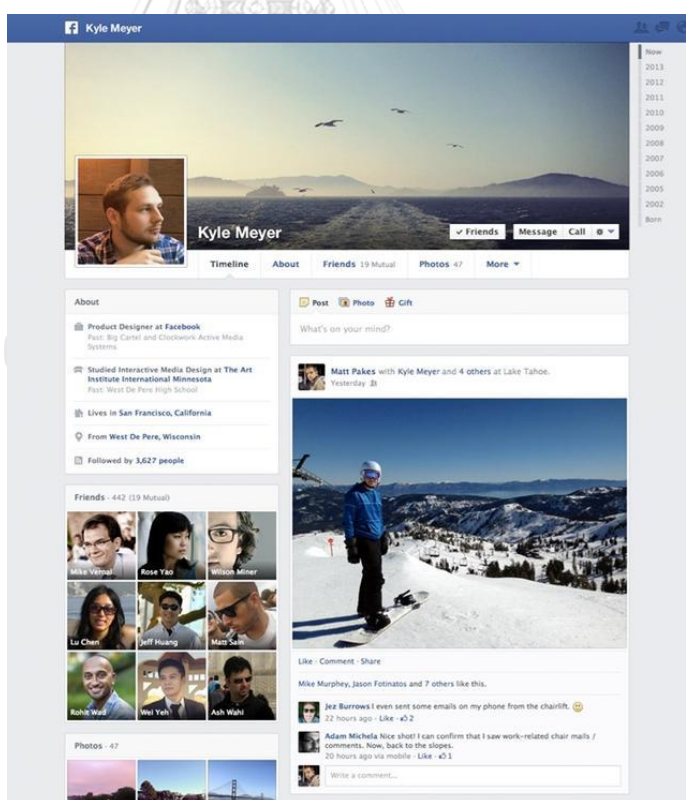 f Kyle Meyer
Now
2013
2012
2011
2010
2009
2008
2007
2006
2005
2002
Born
Kyle Meyer
✓ Friends Message Call
Timeline About Friends 19 Mutual Photos 47 More
About
Product Designer at Facebook
Past: Big Cartel and Clockwork Active Media
Systems
Studied Interactive Media Design at The Art
Institute International Minnesota
Past: West De Pere High School
Lives in San Francisco, California
From West De Pere, Wisconsin
Followed by 3,627 people
Friends · 442 (19 Mutual)
Mike Vernal Rose Yao Wilson Miner
Lu Chen Jeff Huang Matt Sain
Rohit Wad Wei Yeh Ash Wahi
Photos · 47
Post Photo Gift
What's on your mind?
Matt Pakes with Kyle Meyer and 4 others at Lake Tahoe.
Yesterday
Like · Comment · Share
Mike Murphey, Jason Fotinatos and 7 others like this.
Jez Burrows I even sent some emails on my phone from the chairlift.
22 hours ago · Like · 2
Adam Michela Nice shot! I can confirm that I saw work-related chair mails /
comments. Now, back to the slopes.
20 hours ago via mobile · Like · 1
Write a comment...